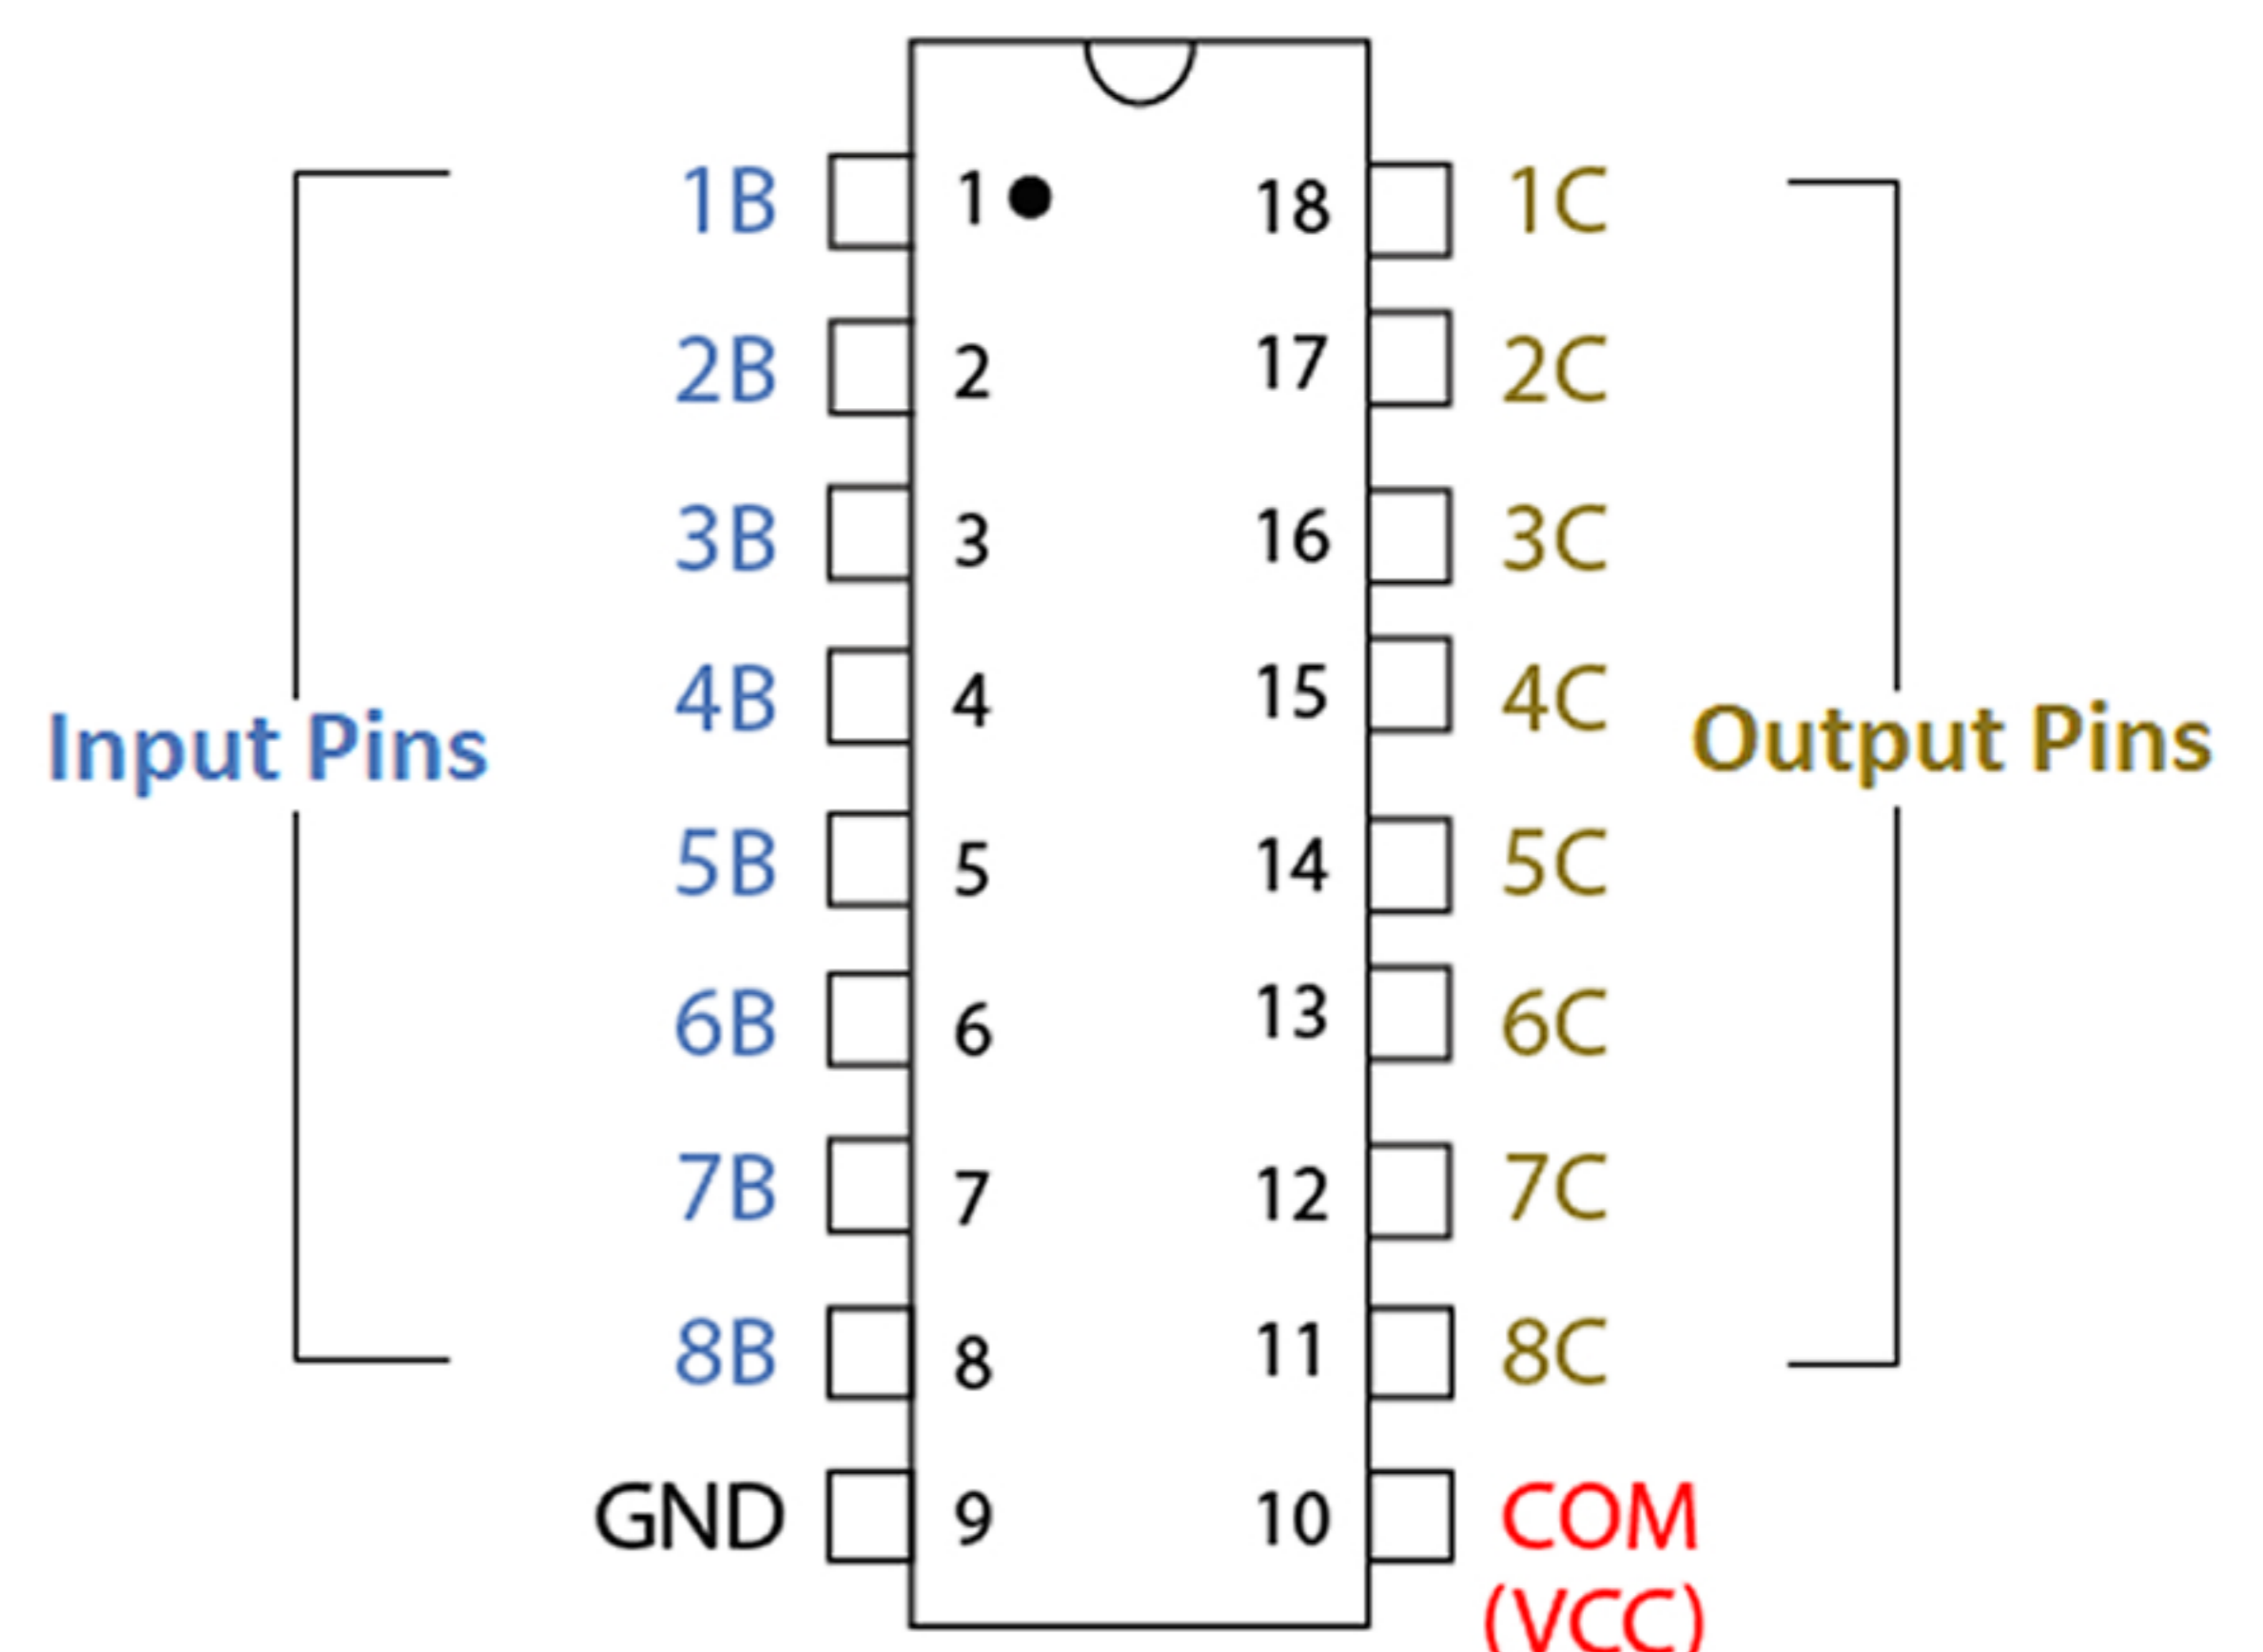 1B 1 18 1C
2B 2 17 2C
3B 3 16 3C
4B 4 15 4C
Input Pins Output Pins
5B 5 14 5C
6B 6 13 6C
7B 7 12 7C
8B 8 11 8C
GND 9 10 COM
(VCC)